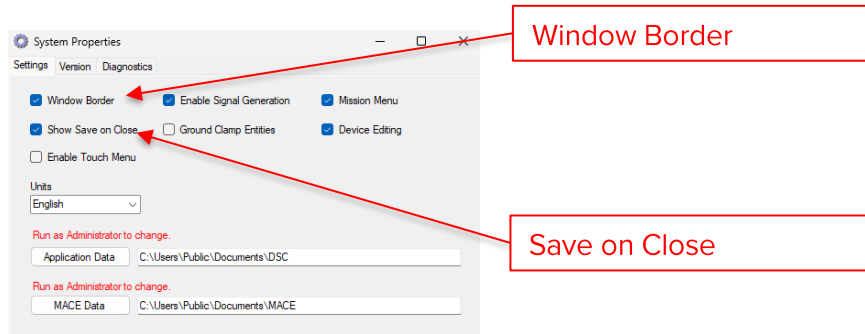 System Properties
Window Border
Settings Version Diagnostics
Window Border Enable Signal Generation Mission Menu
Show Save on Close Ground Clamp Entities Device Editing
Enable Touch Menu
Units
English
Save on Close
Run as Administrator to change.
Application Data C:\Users\Public\Documents\DSC
Run as Administrator to change.
MACE Data C:\Users\Public\Documents\MACE